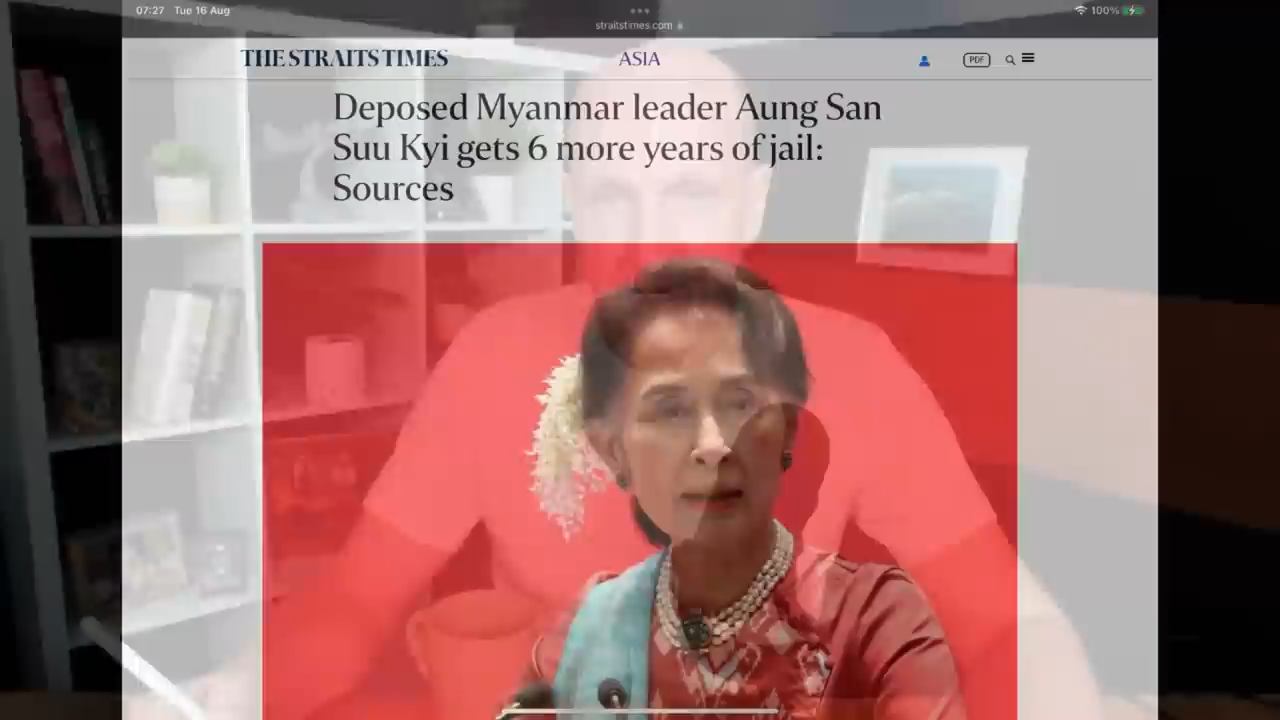 07:27 Tue 16 Aug
straitstimes.com
100%
THE STRAITS TIMES
ASIA
PDF
Deposed Myanmar leader Aung San
Suu Kyi gets 6 more years of jail:
Sources